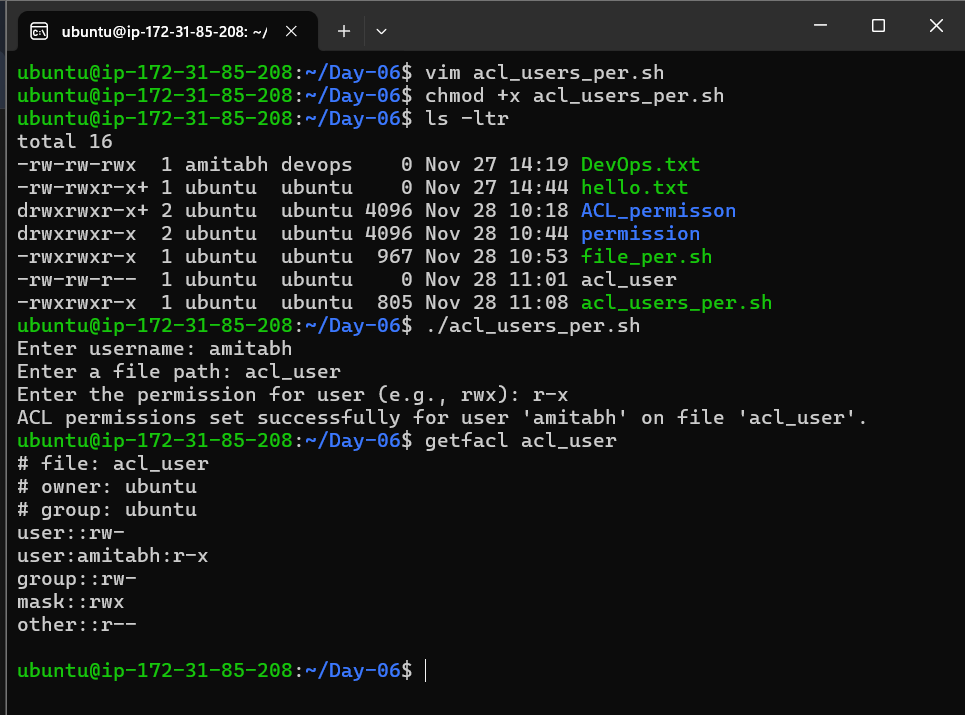 ubuntu@ip-172-31-85-208: ~/
ubuntu@ip-172-31-85-208:~/Day-06$ vim acl_users_per.sh
ubuntu@ip-172-31-85-208:~/Day-06$ chmod +x acl_users_per.sh
ubuntu@ip-172-31-85-208:~/Day-06$ ls -ltr
total 16
-rw-rw-rwx  1 amitabh devops    0 Nov 27 14:19 DevOps.txt
-rw-rwxr-x+ 1 ubuntu  ubuntu    0 Nov 27 14:44 hello.txt
drwxrwxr-x+ 2 ubuntu  ubuntu 4096 Nov 28 10:18 ACL_permisson
drwxrwxr-x  2 ubuntu  ubuntu 4096 Nov 28 10:44 permission
-rwxrwxr-x  1 ubuntu  ubuntu  967 Nov 28 10:53 file_per.sh
-rw-rw-r--  1 ubuntu  ubuntu    0 Nov 28 11:01 acl_user
-rwxrwxr-x  1 ubuntu  ubuntu  805 Nov 28 11:08 acl_users_per.sh
ubuntu@ip-172-31-85-208:~/Day-06$ ./acl_users_per.sh
Enter username: amitabh
Enter a file path: acl_user
Enter the permission for user (e.g., rwx): r-x
ACL permissions set successfully for user 'amitabh' on file 'acl_user'.
ubuntu@ip-172-31-85-208:~/Day-06$ getfacl acl_user
# file: acl_user
# owner: ubuntu
# group: ubuntu
user::rw-
user:amitabh:r-x
group::rw-
mask::rwx
other::r--
ubuntu@ip-172-31-85-208:~/Day-06$